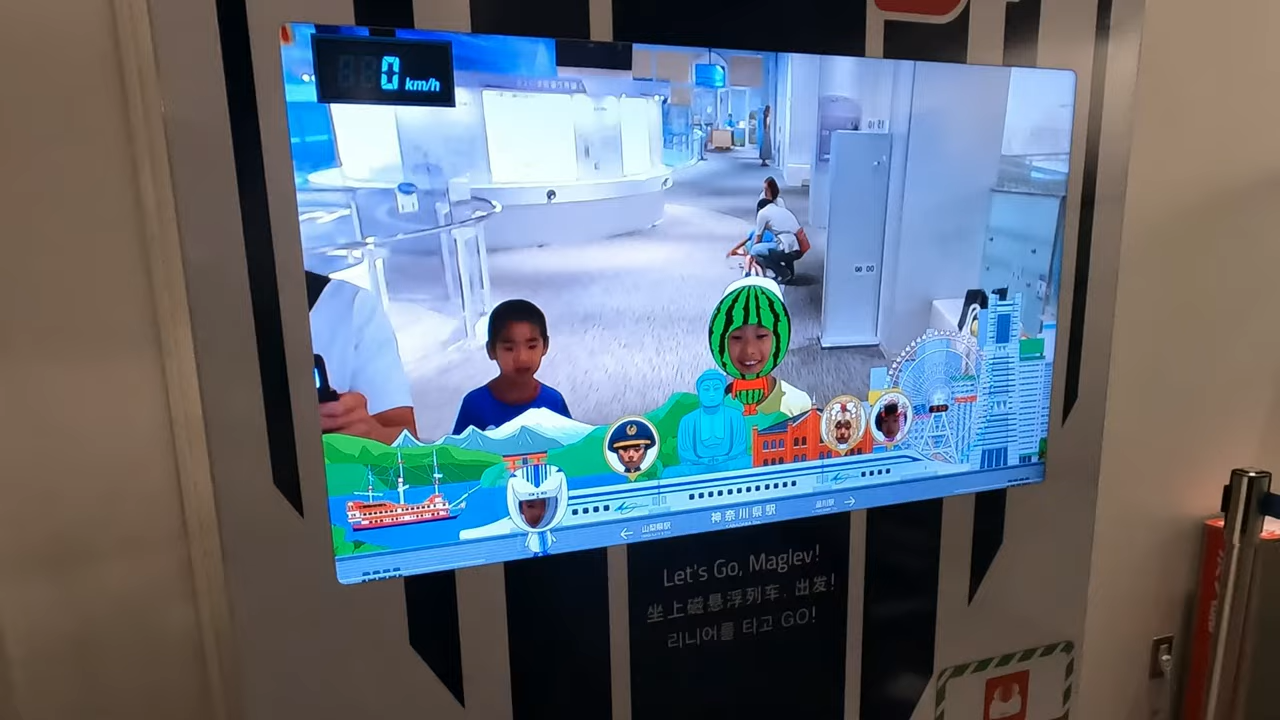 0 km/h
神奈川県駅
← 山梨県駅
品川駅 →
Let's Go, Maglev!
坐上磁悬浮列车，出发!
리니어를 타고 GO!